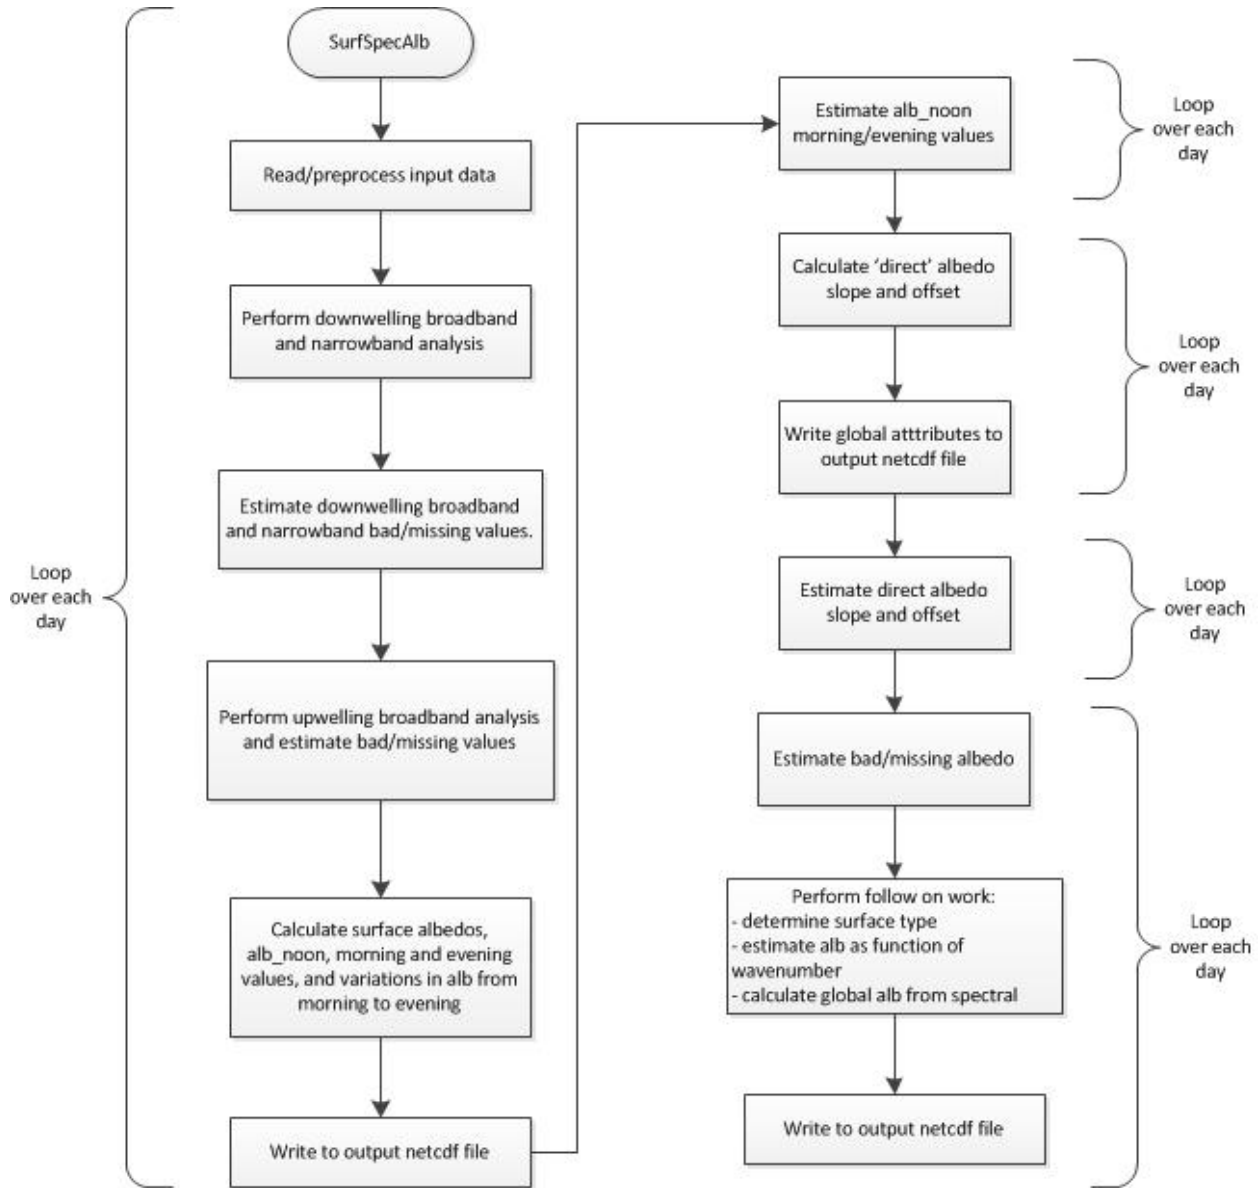 SurfSpecAlb
Read/preprocess input data
Perform downwelling broadband
and narrowband analysis
Estimate downwelling broadband
and narrowband bad/missing values.
Perform upwelling broadband analysis
and estimate bad/missing values
Calculate surface albedos,
alb_noon, morning and evening
values, and variations in alb from
morning to evening
Write to output netcdf file
Loop
over each
day
Estimate alb_noon
morning/evening values
Loop
over each
day
Calculate ‘direct’ albedo
slope and offset
Write global atttributes to
output netcdf file
Loop
over each
day
Estimate direct albedo
slope and offset
Loop
over each
day
Estimate bad/missing albedo
Perform follow on work:
- determine surface type
- estimate alb as function of
wavenumber
- calculate global alb from spectral
Write to output netcdf file
Loop
over each
day